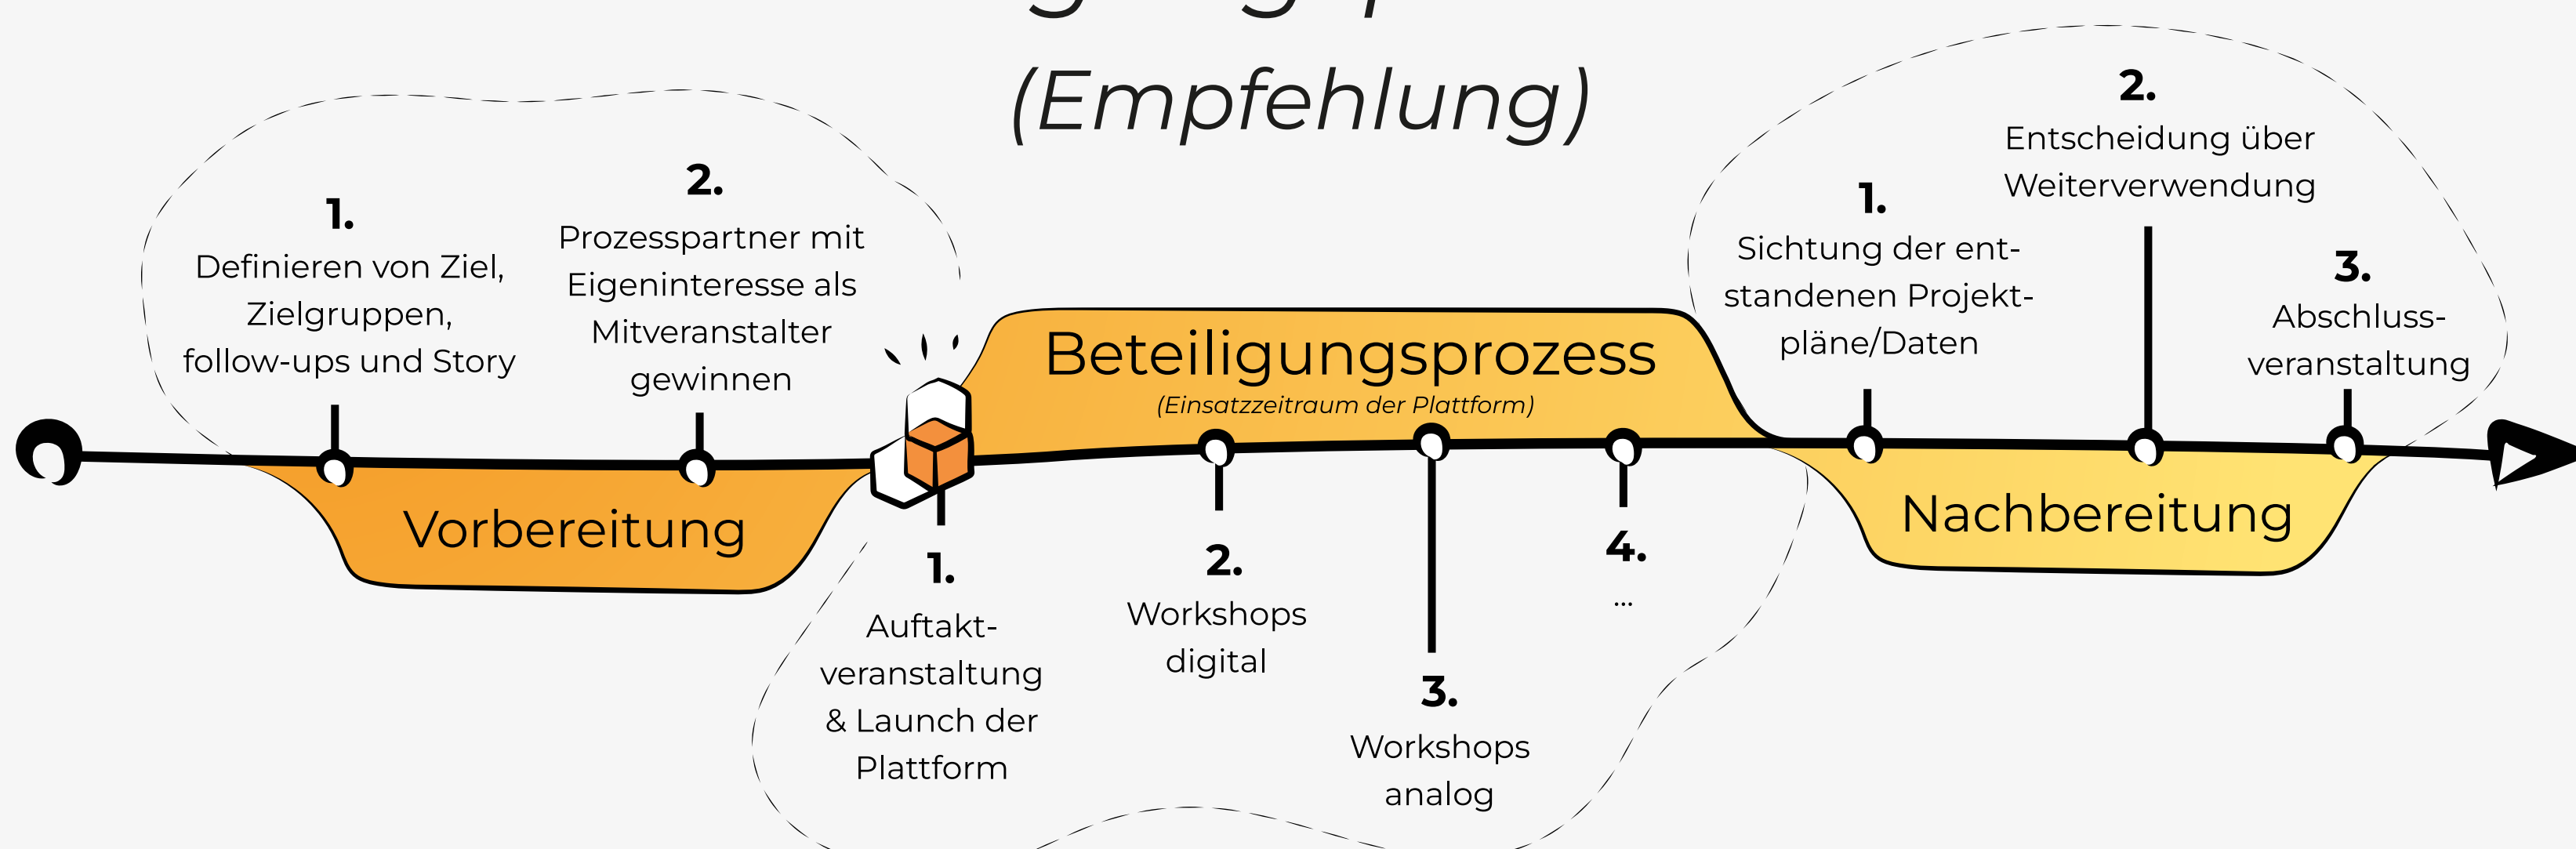 (Empfehlung)
1.
Definieren von Ziel,
Zielgruppen,
follow-ups und Story
2.
Prozesspartner mit
Eigeninteresse als
Mitveranstalter
gewinnen
Vorbereitung
Beteiligungsprozess
(Einsatzzeitraum der Plattform)
1.
Auftakt-
veranstaltung
& Launch der
Plattform
2.
Workshops
digital
3.
Workshops
analog
4.
...
1.
Sichtung der ent-
standenen Projekt-
pläne/Daten
2.
Entscheidung über
Weiterverwendung
3.
Abschluss-
veranstaltung
Nachbereitung